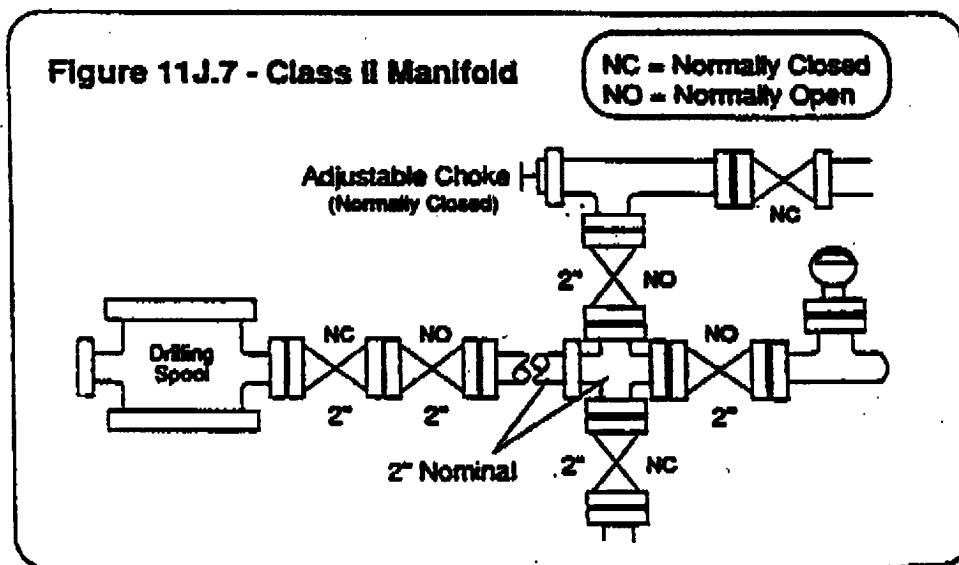 Figure 11J.7 - Class II Manifold
NC = Normally Closed
NO = Normally Open
Adjustable Choke
(Normally Closed)
NC
2" NO
NC NO
NO
Drilling
Spool
2" 2"
2"
2" Nominal
2" NC